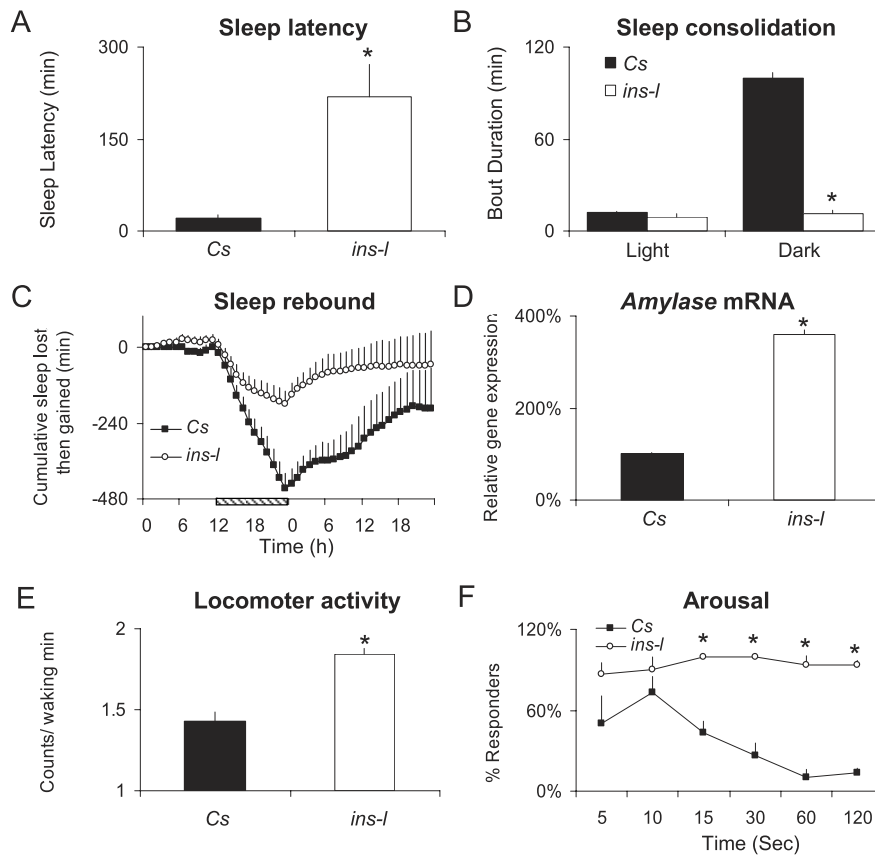 A
Sleep latency
Sleep Latency (min)
300
150
0
*
Cs
ins-l
B
Sleep consolidation
Bout Duration (min)
120
60
0
Cs
ins-l
*
Light
Dark
C
Sleep rebound
Cumulative sleep lost
then gained (min)
0
-240
-480
Cs
ins-l
0 6 12 18 0 6 12 18
Time (h)
D
Amylase mRNA
Relative gene expression
400%
200%
0%
*
Cs
ins-l
E
Locomoter activity
Counts/ waking min
2
1.5
1
*
Cs
ins-l
F
Arousal
% Responders
120%
60%
0%
Cs
ins-l
* * * *
5 10 15 30 60 120
Time (Sec)